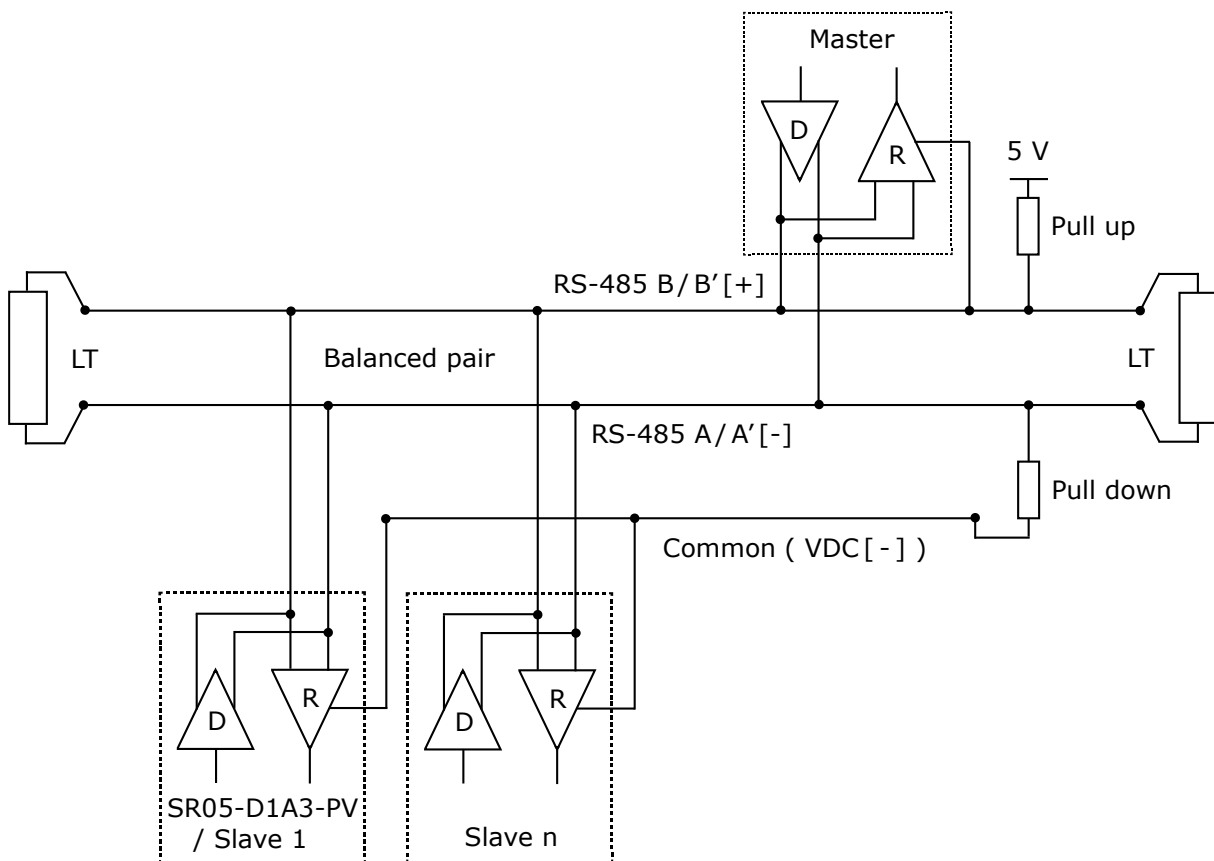 Master
D
R
5 V
Pull up
RS-485 B/B′[+]
LT
Balanced pair
LT
RS-485 A/A′[-]
Pull down
Common ( VDC[-] )
D
R
D
R
SR05-D1A3-PV
/ Slave 1
Slave n